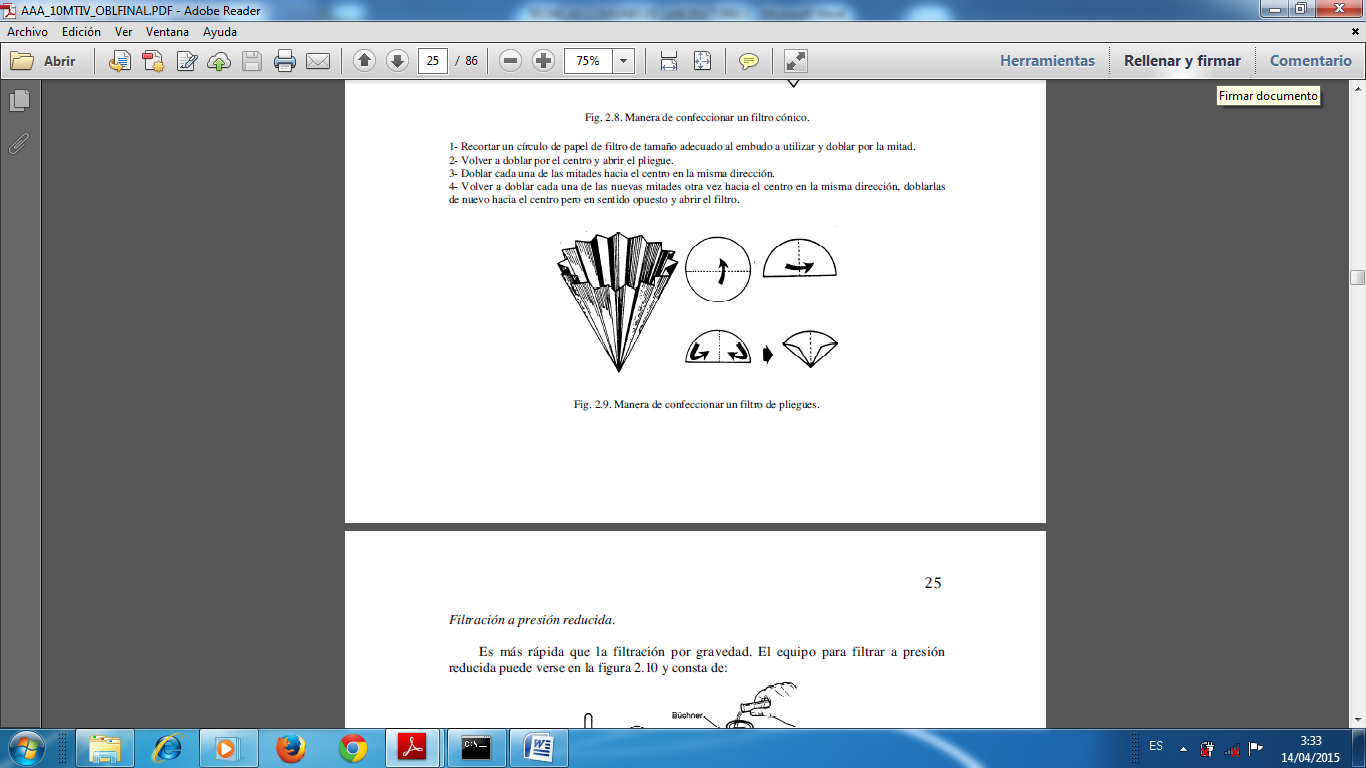 AAA_10MTIV_OBLFINAL.PDF - Adobe Reader
Archivo Edición Ver Ventana Ayuda
Abrir 25 / 86 75% Herramientas Rellenar y firmar Comentario
Firmar documento
Fig. 2.8. Manera de confeccionar un filtro cónico.
1- Recortar un círculo de papel de filtro de tamaño adecuado al embudo a utilizar y doblar por la mitad.
2- Volver a doblar por el centro y abrir el pliegue.
3- Doblar cada una de las mitades hacia el centro en la misma dirección.
4- Volver a doblar cada una de las nuevas mitades otra vez hacia el centro en la misma dirección, doblarlas
de nuevo hacia el centro pero en sentido opuesto y abrir el filtro.
Fig. 2.9. Manera de confeccionar un filtro de pliegues.
25
Filtración a presión reducida.
Es más rápida que la filtración por gravedad. El equipo para filtrar a presión
reducida puede verse en la figura 2.10 y consta de:
Büchner
ES 3:33
14/04/2015